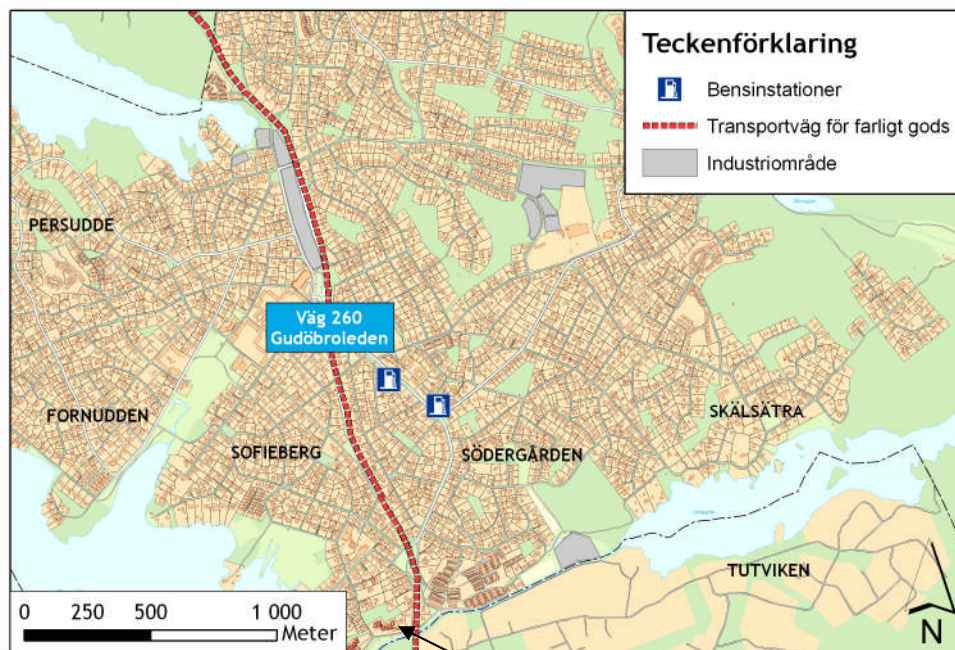 Teckenförklaring
Bensinstationer
Transportväg för farligt gods
Industriområde
PERSUDDE
Väg 260
Gudöbroleden
FORNUDDEN
SOFIEBERG
SÖDERGÅRDEN
SKÄLSÄTRA
TUTVIKEN
0 250 500 1 000
Meter
N